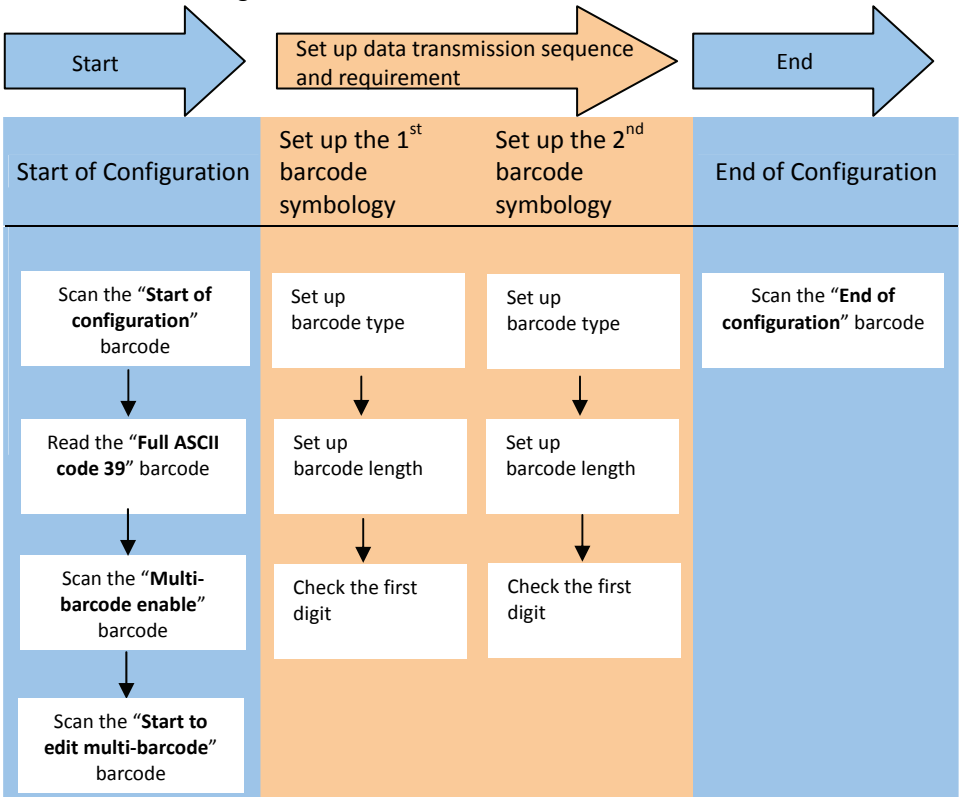 Start
Set up data transmission sequence
and requirement
End
Start of Configuration
Set up the 1st
barcode
symbology
Set up the 2nd
barcode
symbology
End of Configuration
Scan the “Start of
configuration”
barcode
Read the “Full ASCII
code 39” barcode
Scan the “Multi-
barcode enable”
barcode
Scan the “Start to
edit multi-barcode”
barcode
Set up
barcode type
Set up
barcode length
Check the first
digit
Set up
barcode type
Set up
barcode length
Check the first
digit
Scan the “End of
configuration” barcode